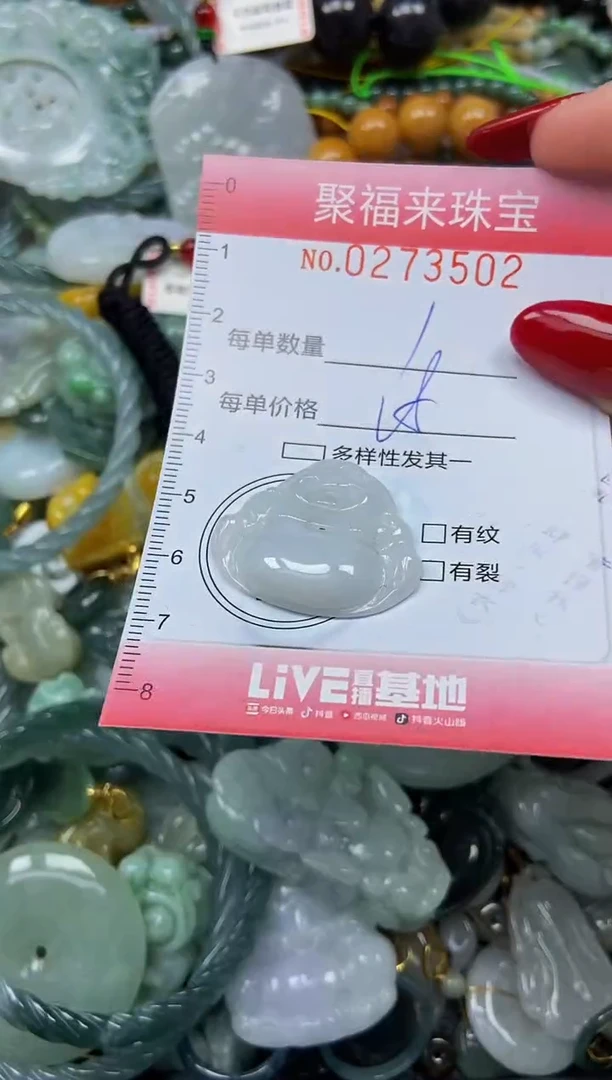 0
聚福来珠宝
1
NO.0273502
2
每单数量
3
每单价格
4
多样性发其一
5
有纹
6
有裂
7
LiVE直播基地
8
今日头条 抖音 西瓜视频 抖音火山版